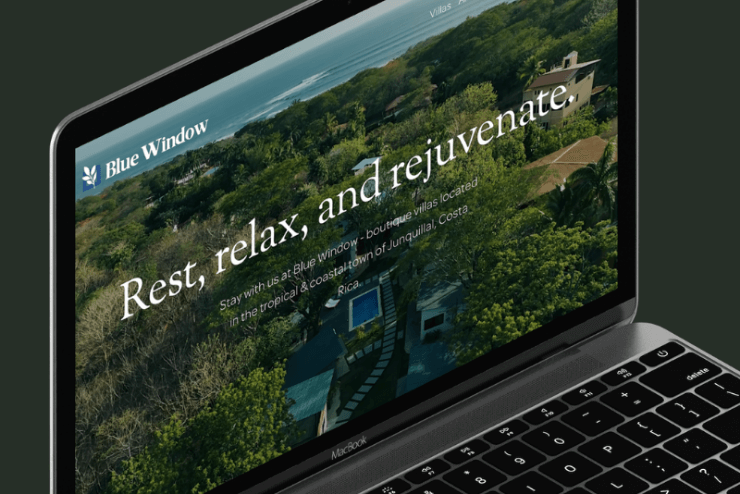 Villas
Blue Window
Rest, relax, and rejuvenate.
Stay with us at Blue Window - boutique villas located
in the tropical & coastal town of Junquillal, Costa
Rica.
MacBook
delete